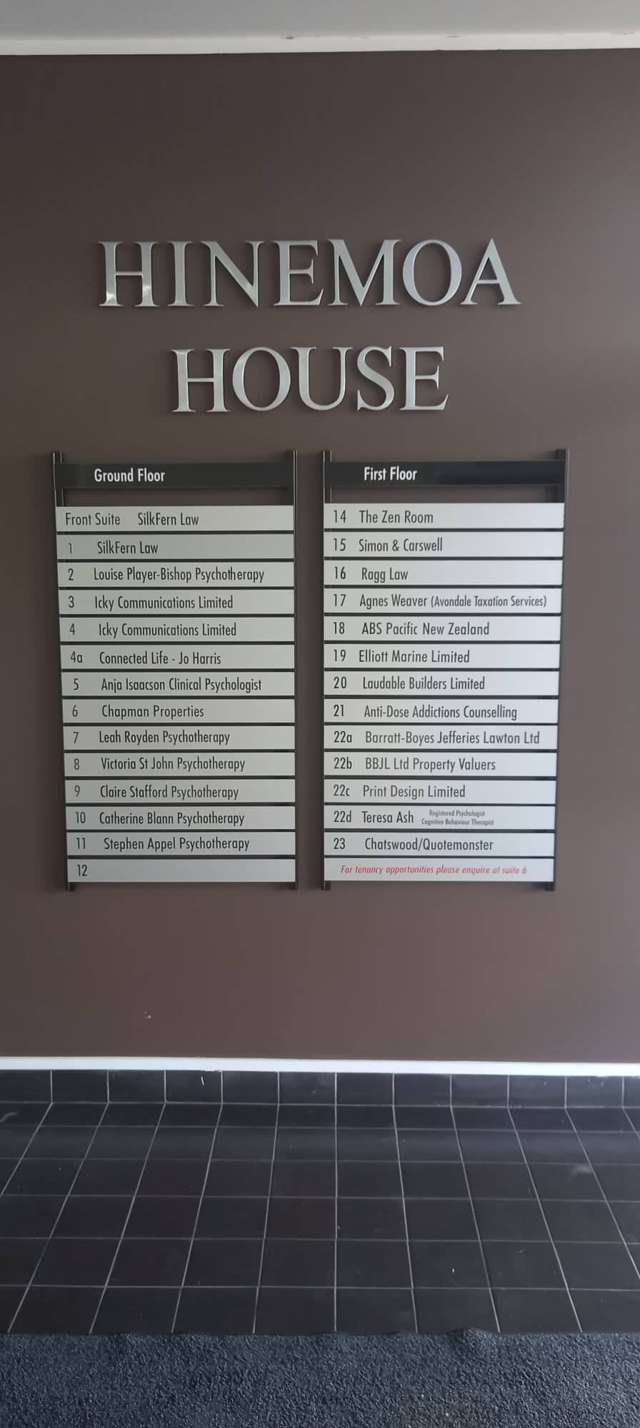 HINEMOA
HOUSE
Ground Floor
Front Suite SilkFern Law
1 SilkFern Law
2 Louise Player-Bishop Psychotherapy
3 Icky Communications Limited
4 Icky Communications Limited
4a Connected Life - Jo Harris
5 Anja Isaacson Clinical Psychologist
6 Chapman Properties
7 Leah Royden Psychotherapy
8 Victoria St John Psychotherapy
9 Claire Stafford Psychotherapy
10 Catherine Blann Psychotherapy
11 Stephen Appel Psychotherapy
12
First Floor
14 The Zen Room
15 Simon & Carswell
16 Ragg Law
17 Agnes Weaver (Avondale Taxation Services)
18 ABS Pacific New Zealand
19 Elliott Marine Limited
20 Laudable Builders Limited
21 Anti-Dose Addictions Counselling
22a Barratt-Boyes Jefferies Lawton Ltd
22b BBJL Ltd Property Valuers
22c Print Design Limited
22d Teresa Ash Registered Psychologist
Cognitive Behaviour Therapist
23 Chatswood/Quotemonster
For tenancy opportunities please enquire at suite 6